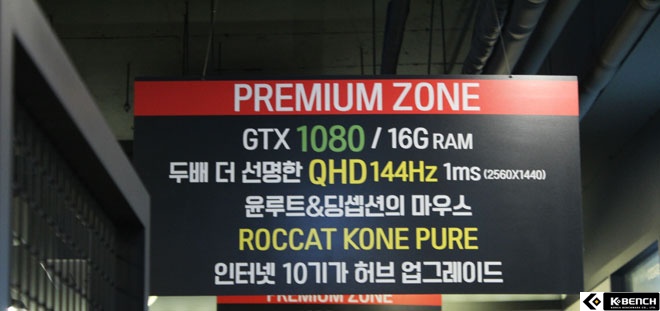 PREMIUM ZONE
GTX 1080 / 16G RAM
두배 더 선명한 QHD 144Hz 1ms (2560X1440)
윤루트&딩셉션의 마우스
ROCCAT KONE PURE
인터넷 10기가 허브 업그레이드
PREMIUM ZONE
K-BENCH